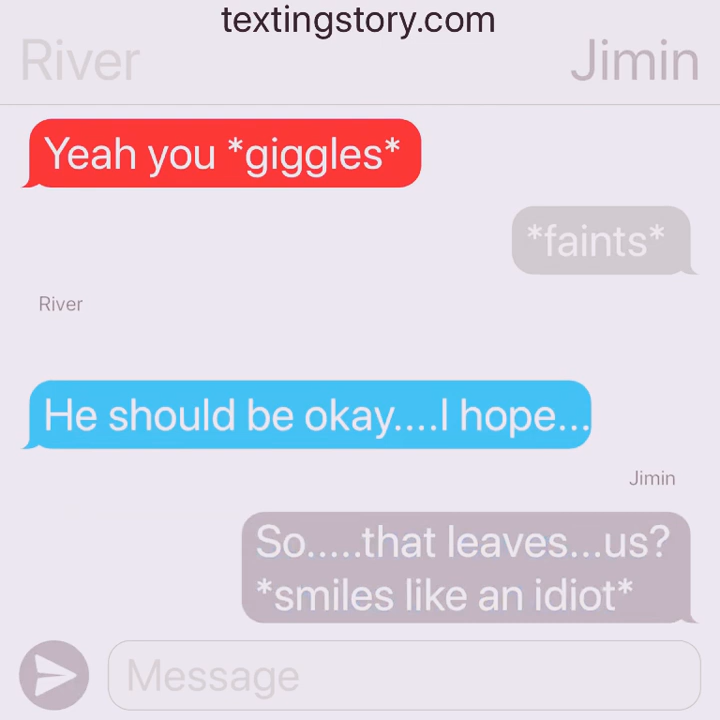 textingstory.com
River
Jimin
Yeah you *giggles*
*faints*
River
He should be okay....I hope...
Jimin
So.....that leaves...us?
*smiles like an idiot*
Message